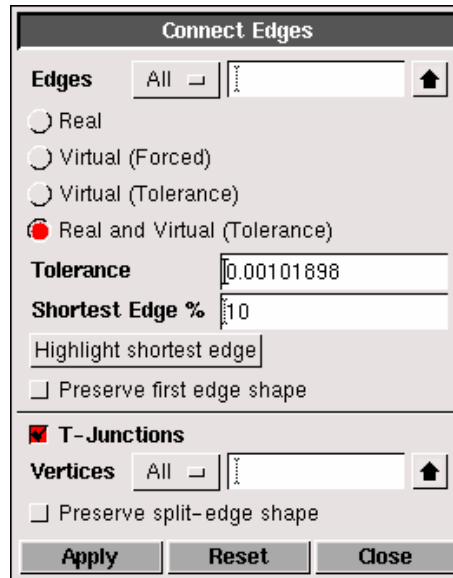 Connect Edges
Edges All
Real
Virtual (Forced)
Virtual (Tolerance)
Real and Virtual (Tolerance)
Tolerance 0.00101898
Shortest Edge % 10
Highlight shortest edge
Preserve first edge shape
T-Junctions
Vertices All
Preserve split-edge shape
Apply Reset Close